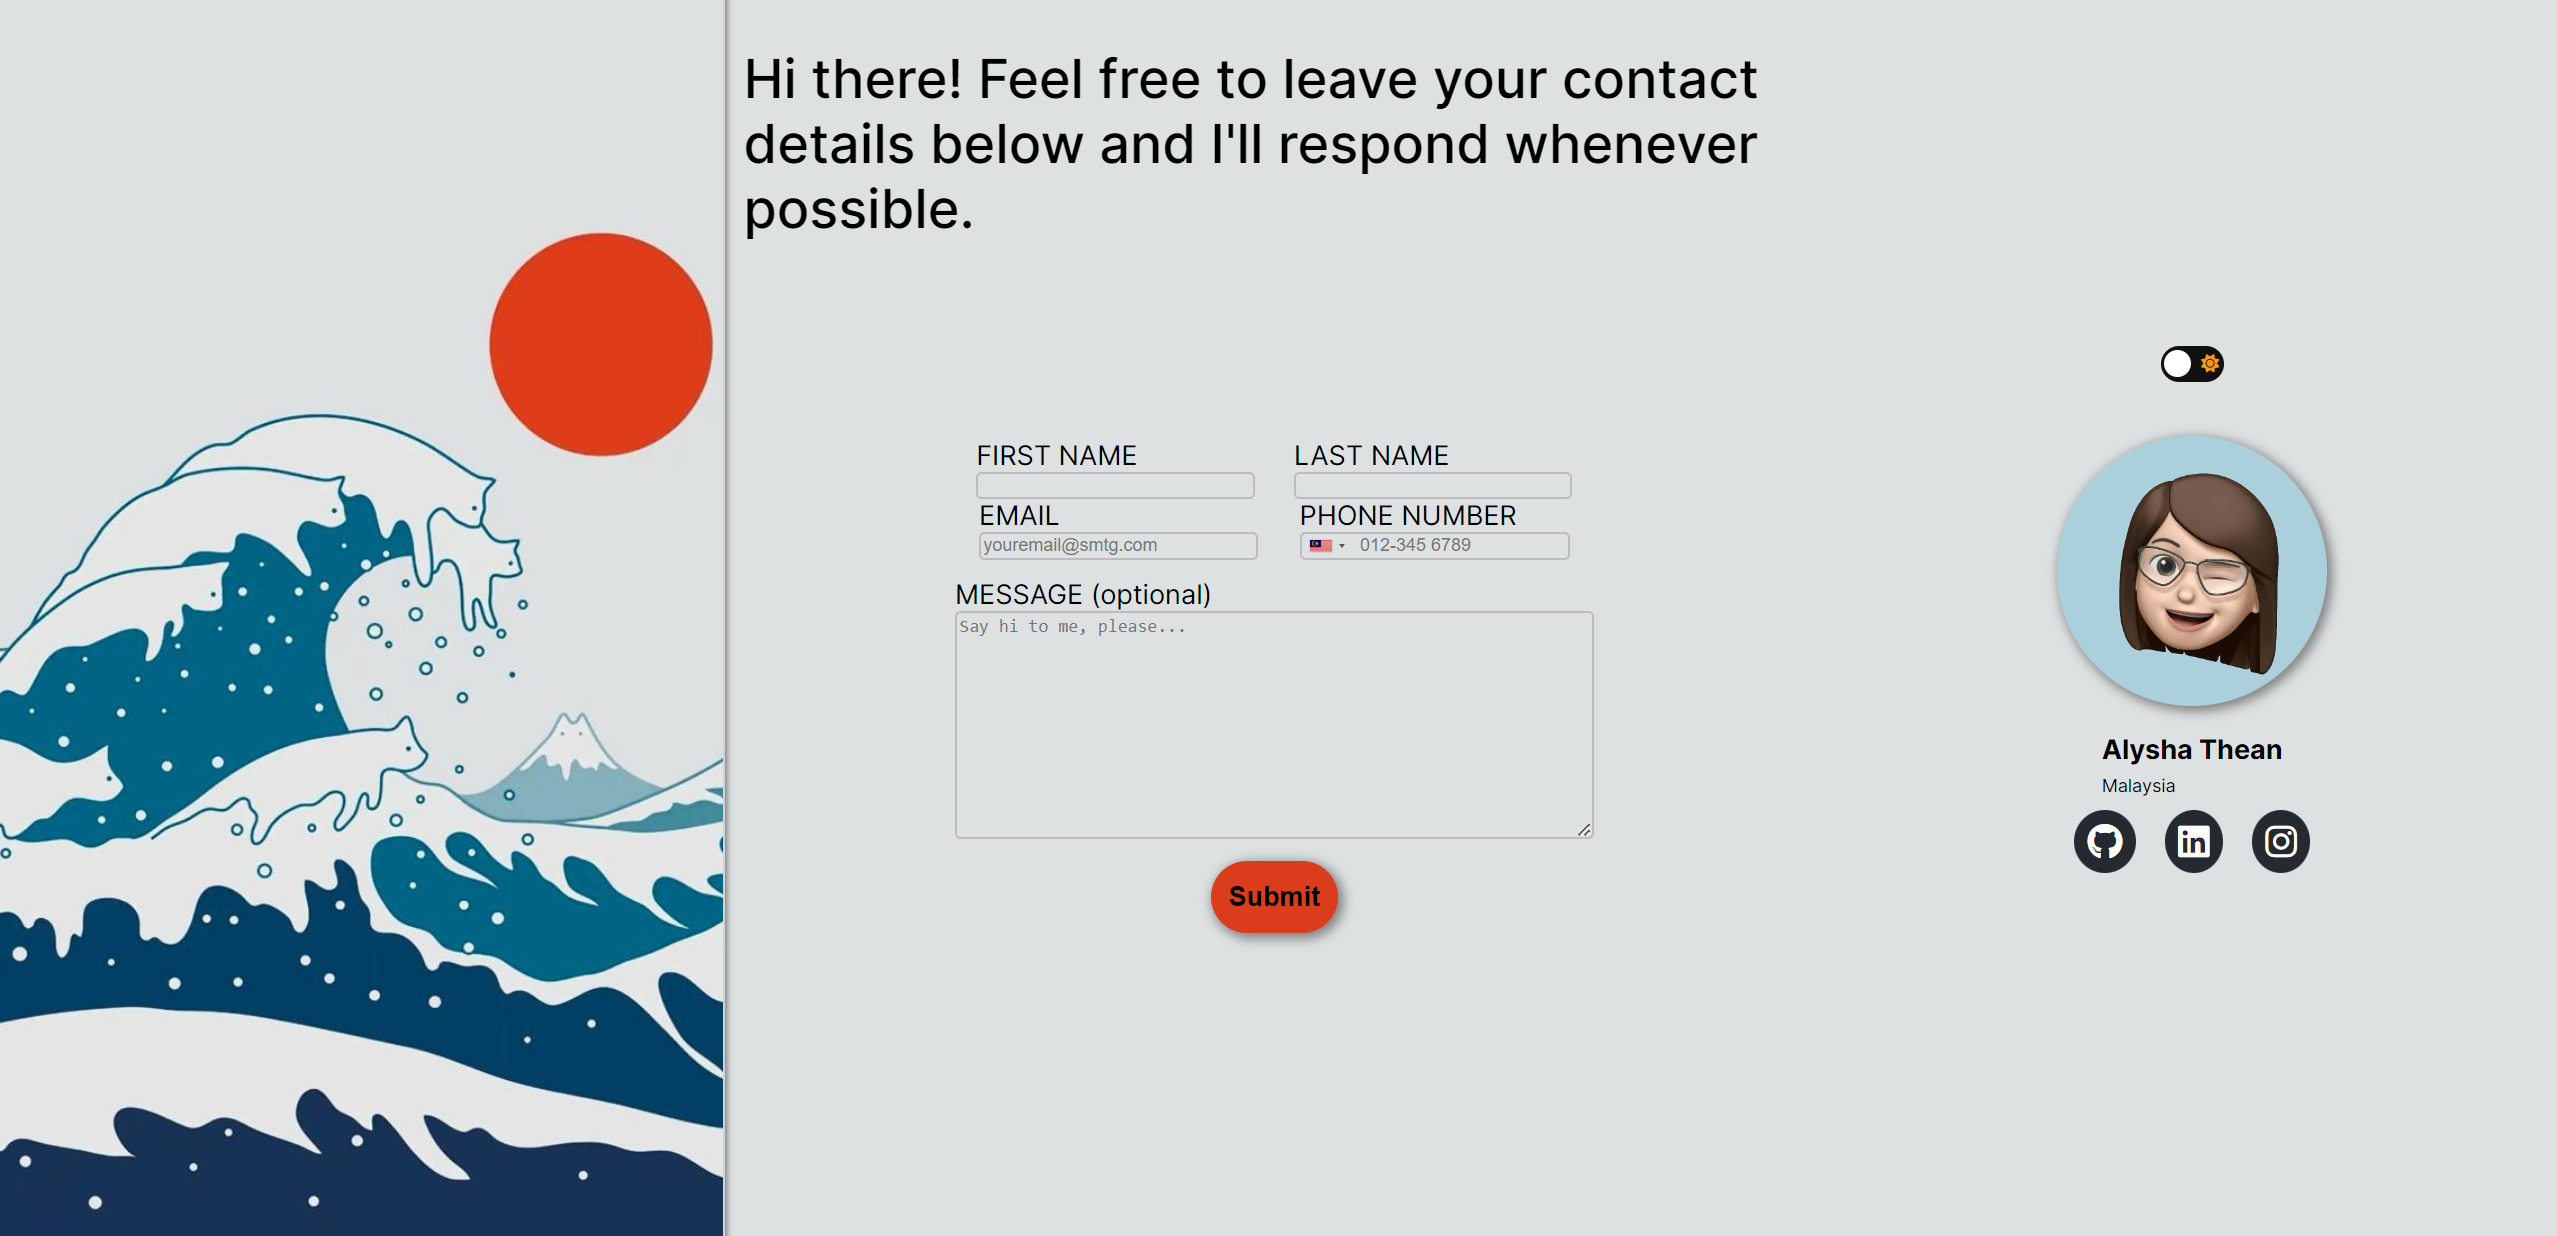 Hi there! Feel free to leave your contact
details below and I'll respond whenever
possible.
FIRST NAME
LAST NAME
EMAIL
youremail@smtg.com
PHONE NUMBER
012-345 6789
MESSAGE (optional)
Say hi to me, please...
Submit
Alysha Thean
Malaysia
in